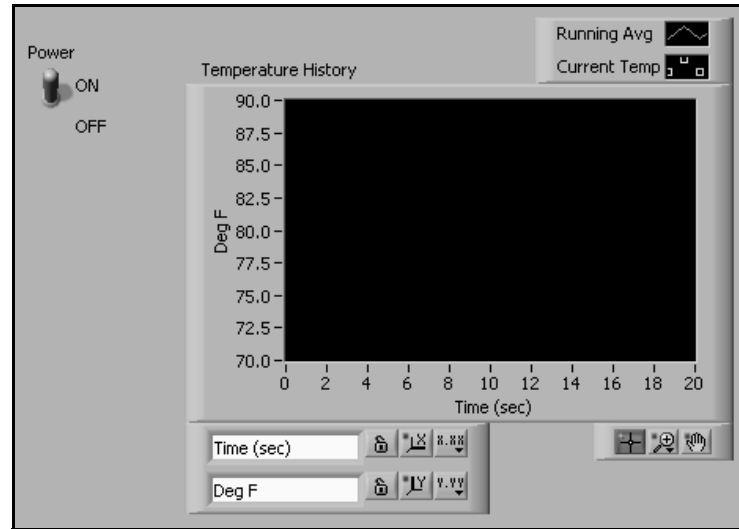 Power
ON
OFF
Temperature History
Running Avg
Current Temp
90.0
87.5
85.0
82.5
80.0
77.5
75.0
72.5
70.0
Deg F
0 2 4 6 8 10 12 14 16 18 20
Time (sec)
Time (sec) X X.XX
Deg F Y Y.YY